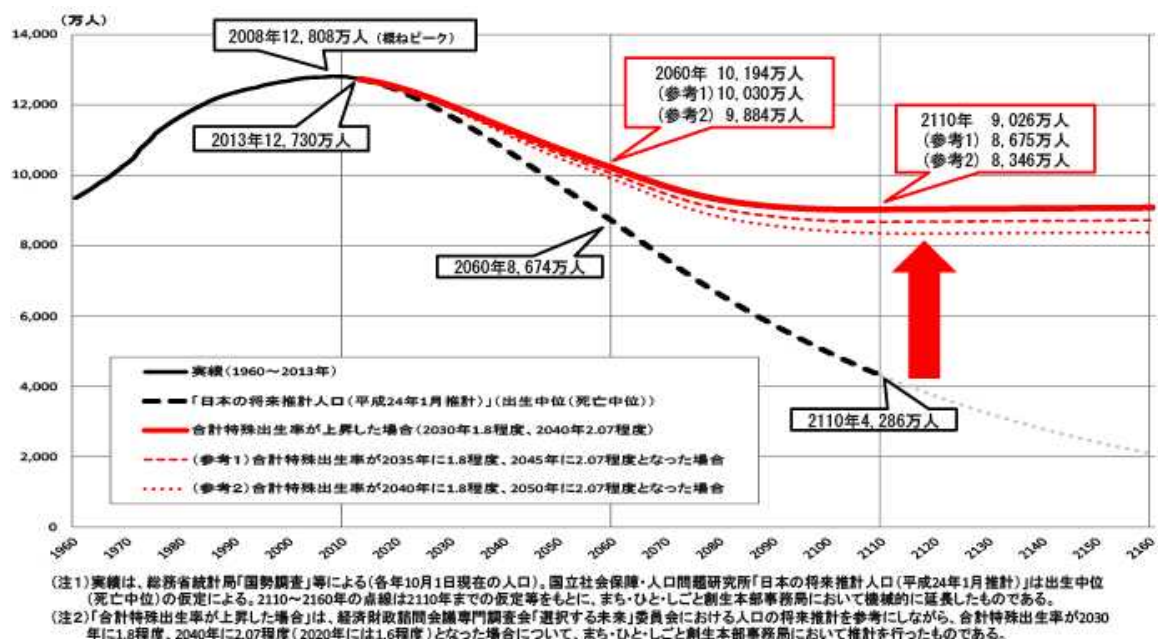 (万人)
14,000
12,000
10,000
8,000
6,000
4,000
2,000
0
2008年12,808万人 (概ねピーク)
2013年12,730万人
2060年 10,194万人
(参考1) 10,030万人
(参考2) 9,884万人
2110年 9,026万人
(参考1) 8,675万人
(参考2) 8,346万人
2060年8,674万人
2110年4,286万人
実績(1960~2013年)
「日本の将来推計人口(平成24年1月推計)」(出生中位(死亡中位))
合計特殊出生率が上昇した場合(2030年1.8程度、2040年2.07程度)
(参考1)合計特殊出生率が2035年に1.8程度、2045年に2.07程度となった場合
(参考2)合計特殊出生率が2040年に1.8程度、2050年に2.07程度となった場合
1960 1970 1980 1990 2000 2010 2020 2030 2040 2050 2060 2070 2080 2090 2100 2110 2120 2130 2140 2150 2160
(注1)実績は、総務省統計局「国勢調査」等による(各年10月1日現在の人口)。国立社会保障・人口問題研究所「日本の将来推計人口(平成24年1月推計)」は出生中位
(死亡中位)の仮定による。2110~2160年の点線は2110年までの仮定等をもとに、まち・ひと・しごと創生本部事務局において機械的に延長したものである。
(注2)「合計特殊出生率が上昇した場合」は、経済財政諮問会議専門調査会「選択する未来」委員会における人口の将来推計を参考にしながら、合計特殊出生率が2030
年に1.8程度、2040年に2.07程度(2020年には1.6程度)となった場合について、まち・ひと・しごと創生本部事務局において推計を行ったものである。